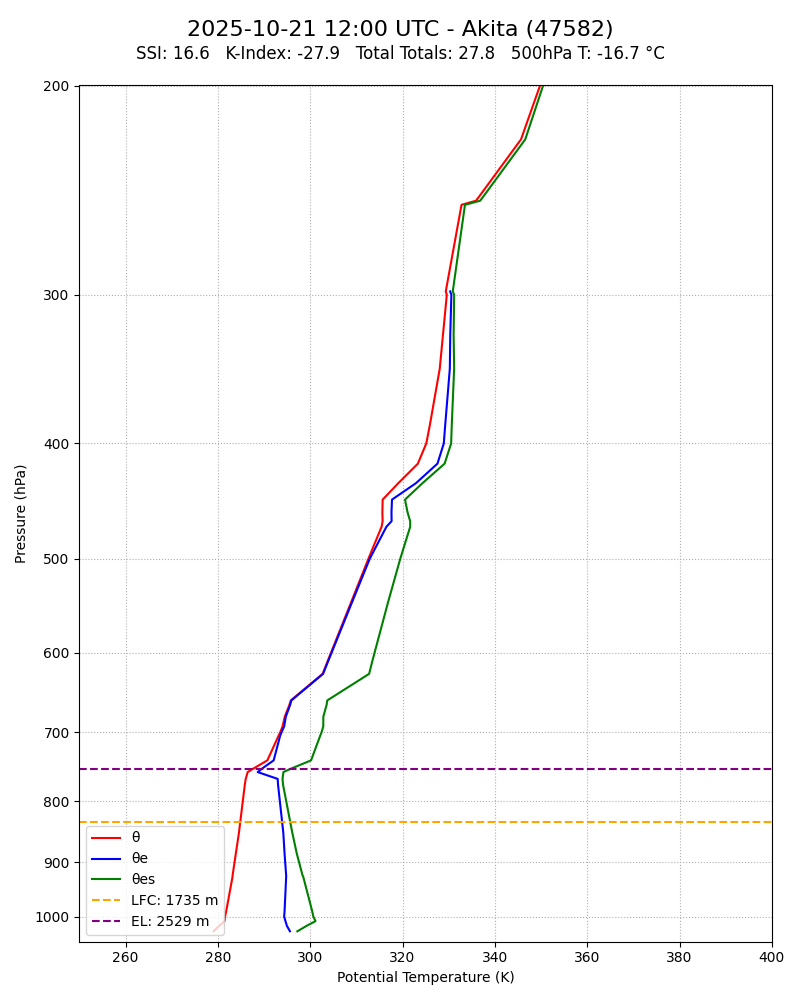 2025-10-21 12:00 UTC - Akita (47582)
SSI: 16.6   K-Index: -27.9   Total Totals: 27.8   500hPa T: -16.7 °C
200
300
400
500
600
700
800
900
1000
Pressure (hPa)
θ
θe
θes
LFC: 1735 m
EL: 2529 m
260 280 300 320 340 360 380 400
Potential Temperature (K)